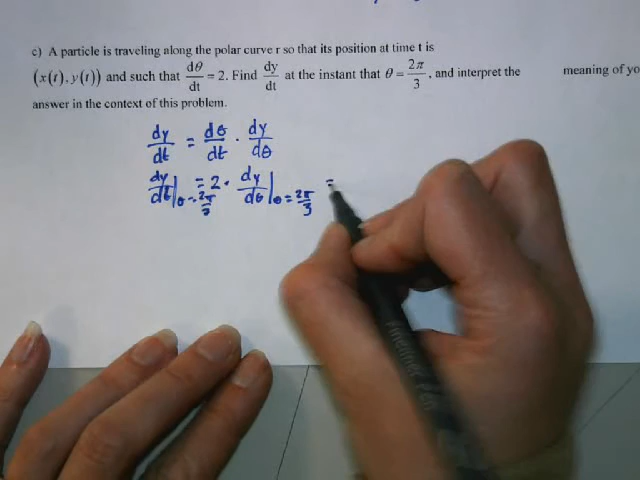 c) A particle is traveling along the polar curve r so that its position at time t is
(x(t), y(t)) and such that dθ/dt = 2. Find dy/dt at the instant that θ = 2π/3, and interpret the meaning of yo
answer in the context of this problem.
dy/dt = dθ/dt · dy/dθ
dy/dt|θ=2π/3 = 2 · dy/dθ|θ=2π/3 =